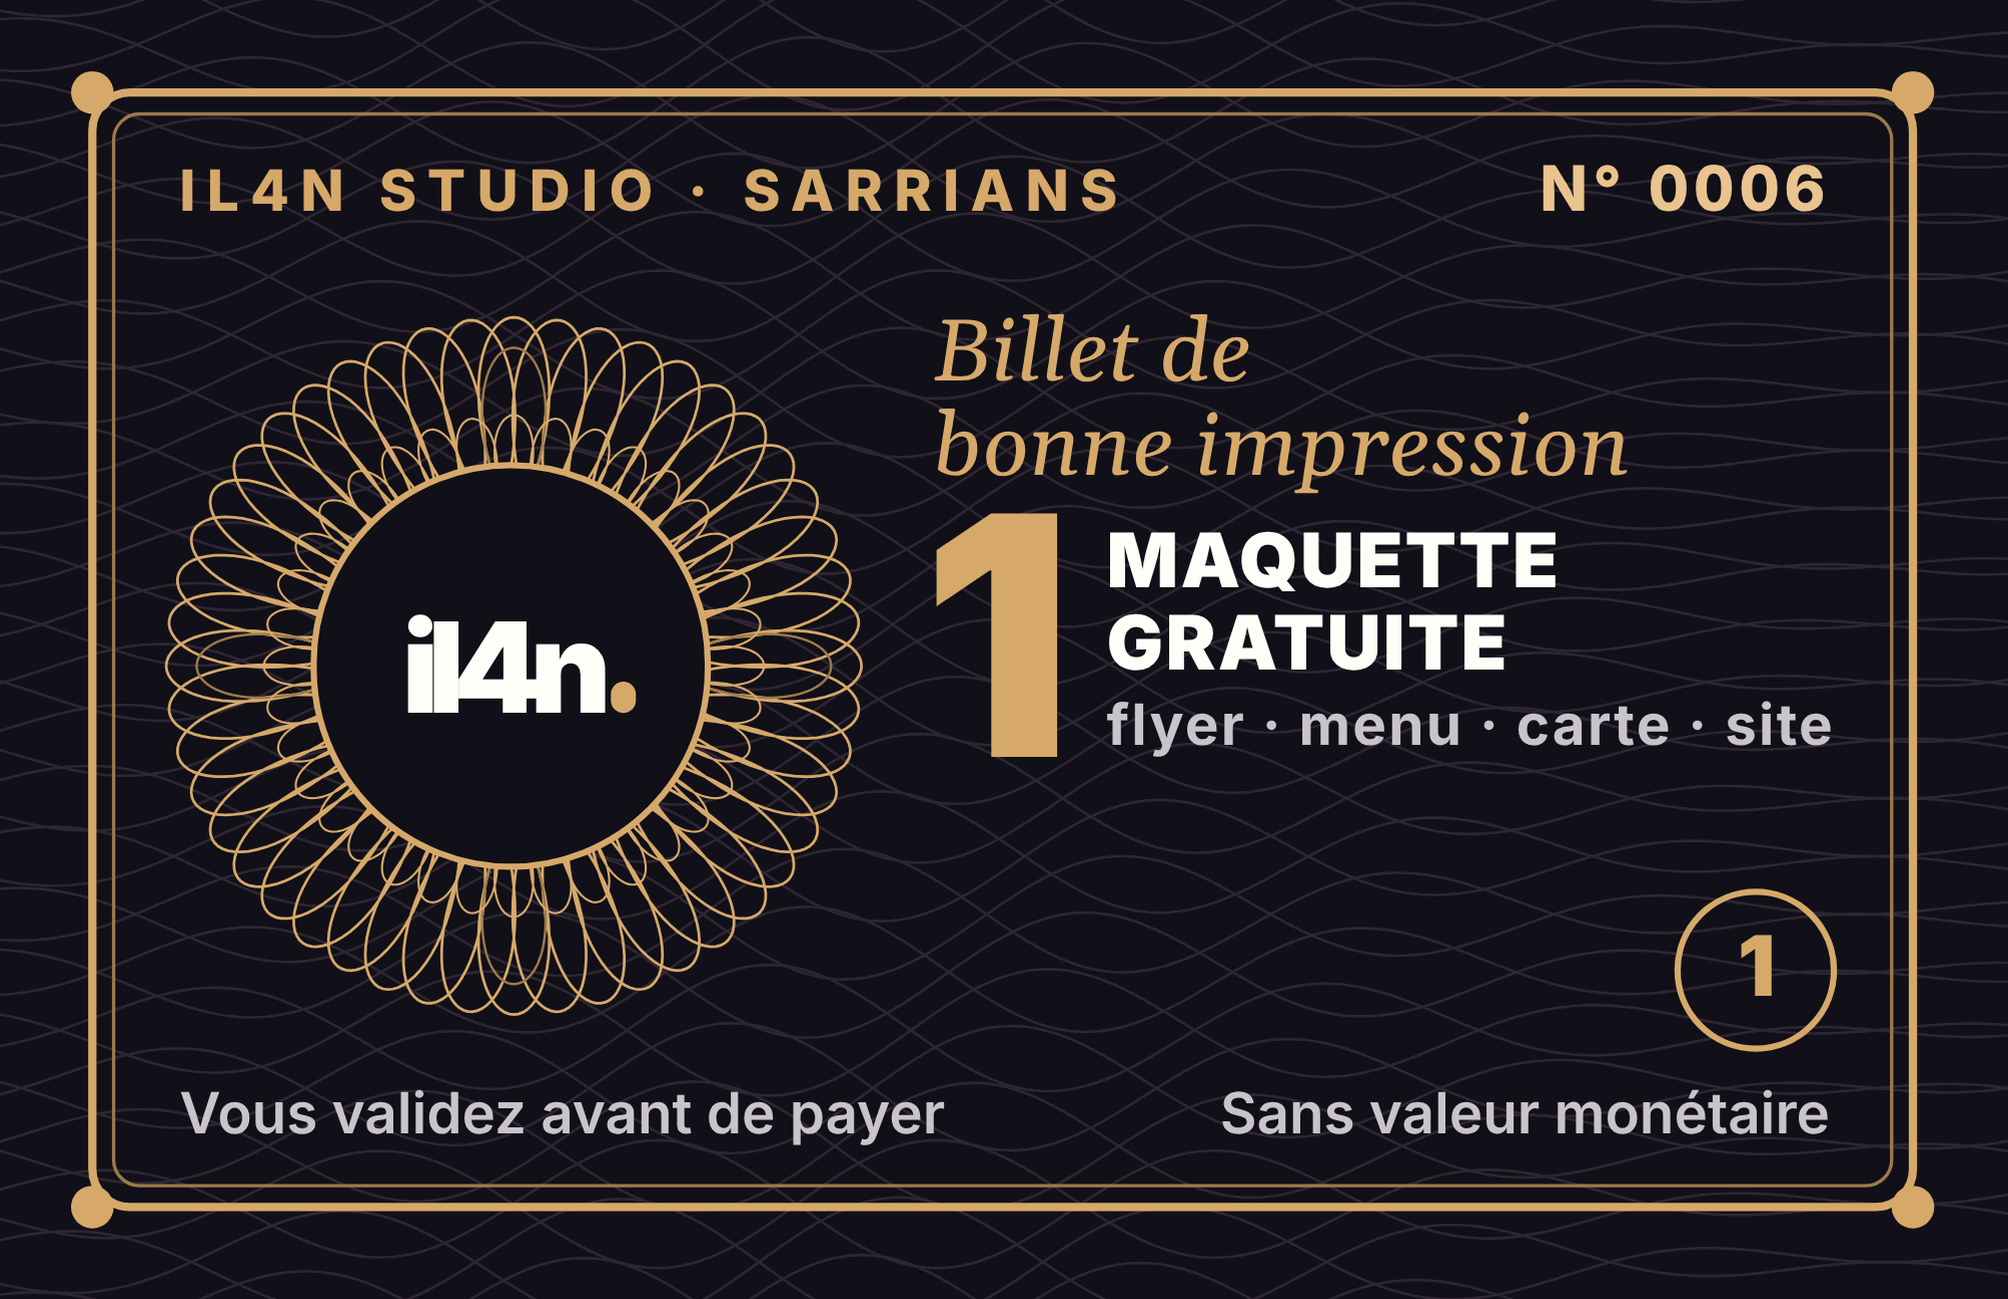 IL4N STUDIO · SARRIANS
N° 0006
Billet de
bonne impression
1
MAQUETTE
GRATUITE
flyer · menu · carte · site
il4n.
1
Vous validez avant de payer
Sans valeur monétaire